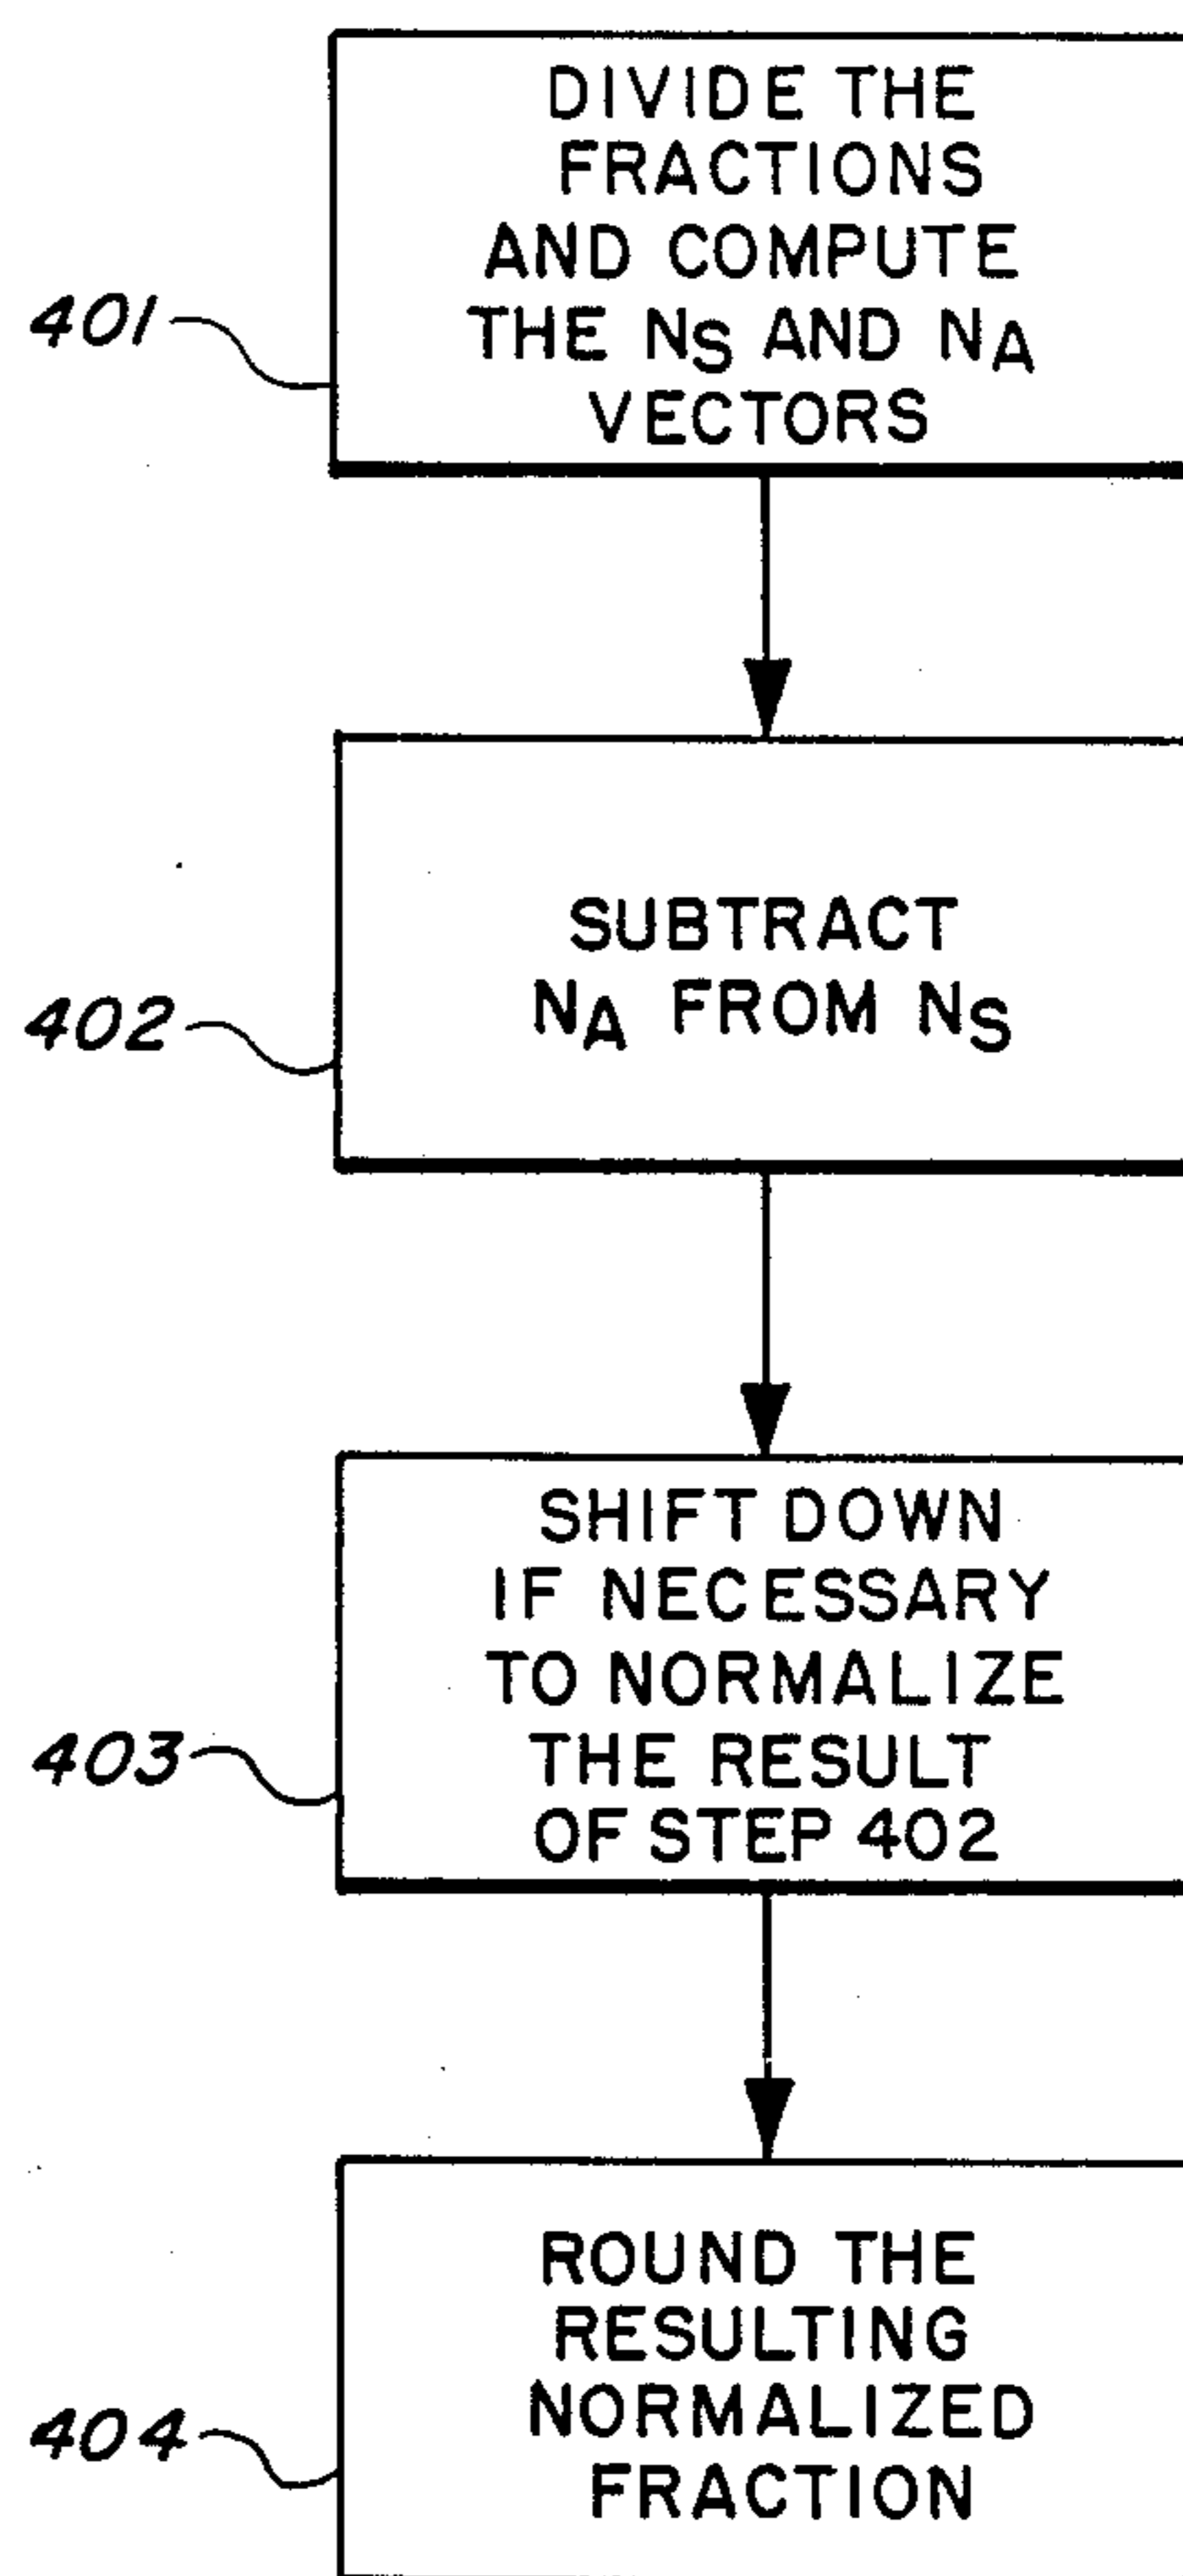 DIVIDE THE
FRACTIONS
AND COMPUTE
THE NS AND NA
VECTORS
401
SUBTRACT
NA FROM NS
402
SHIFT DOWN
IF NECESSARY
TO NORMALIZE
THE RESULT
OF STEP 402
403
ROUND THE
RESULTING
NORMALIZED
FRACTION
404